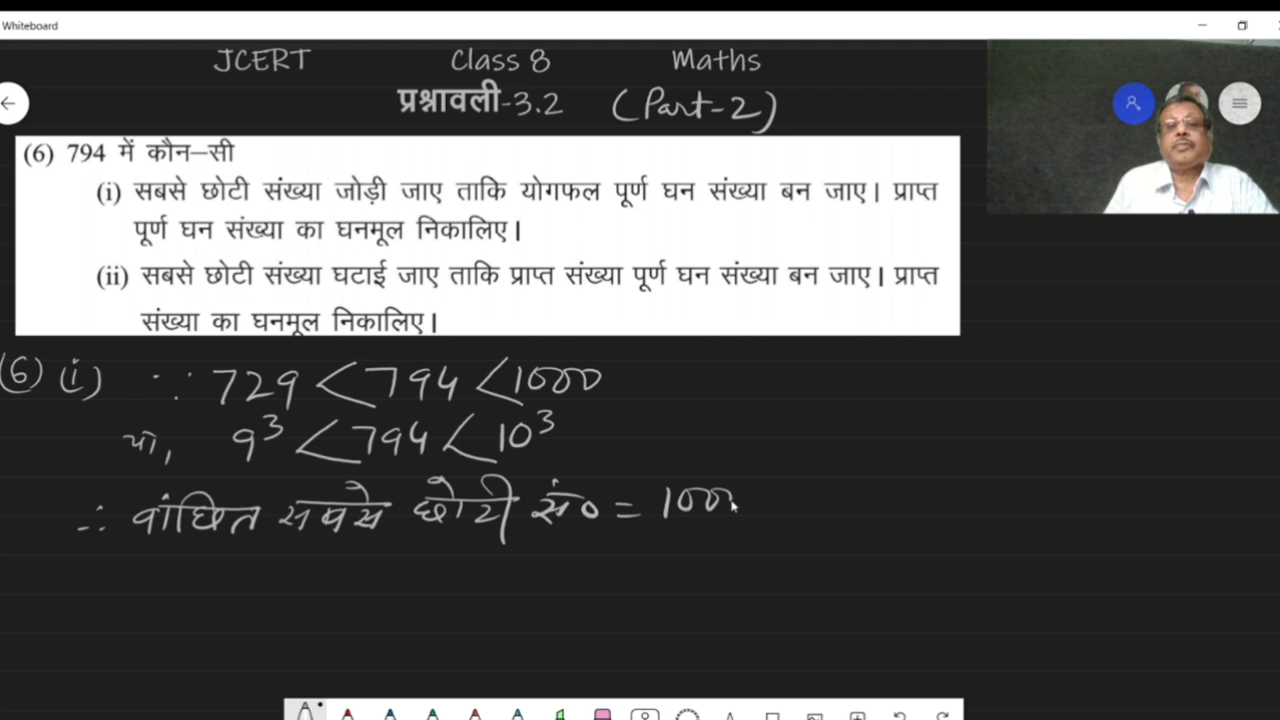 Whiteboard
JCERT Class 8 Maths
प्रश्नावली-3.2 (Part-2)
(6) 794 में कौन–सी
(i) सबसे छोटी संख्या जोड़ी जाए ताकि योगफल पूर्ण घन संख्या बन जाए। प्राप्त
पूर्ण घन संख्या का घनमूल निकालिए।
(ii) सबसे छोटी संख्या घटाई जाए ताकि प्राप्त संख्या पूर्ण घन संख्या बन जाए। प्राप्त
संख्या का घनमूल निकालिए।
(6) (i) ∵ 729 < 794 < 1000
या, 9³ < 794 < 10³
∴ वांछित सबसे छोटी सं० = 1000